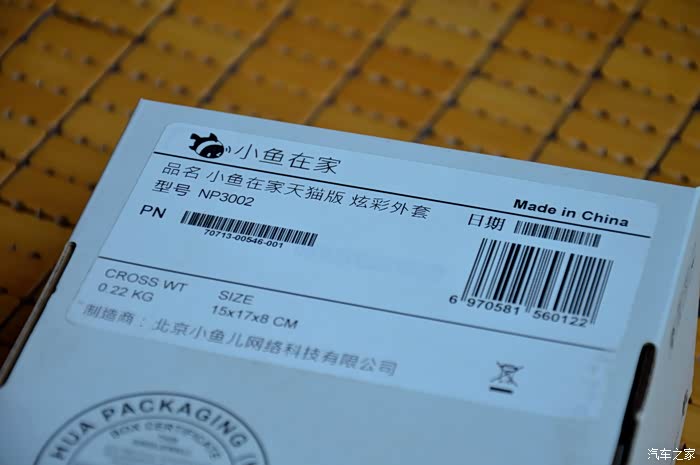 小鱼在家
Made in China
品名 小鱼在家天猫版 炫彩外套
型号 NP3002
日期
PN
70713-00546-001
6 970581 560122
CROSS WT
0.22 KG
SIZE
15x17x8 CM
制造商：北京小鱼儿网络科技有限公司
HUA PACKAGING
BOX CERTIFICATE
汽车之家